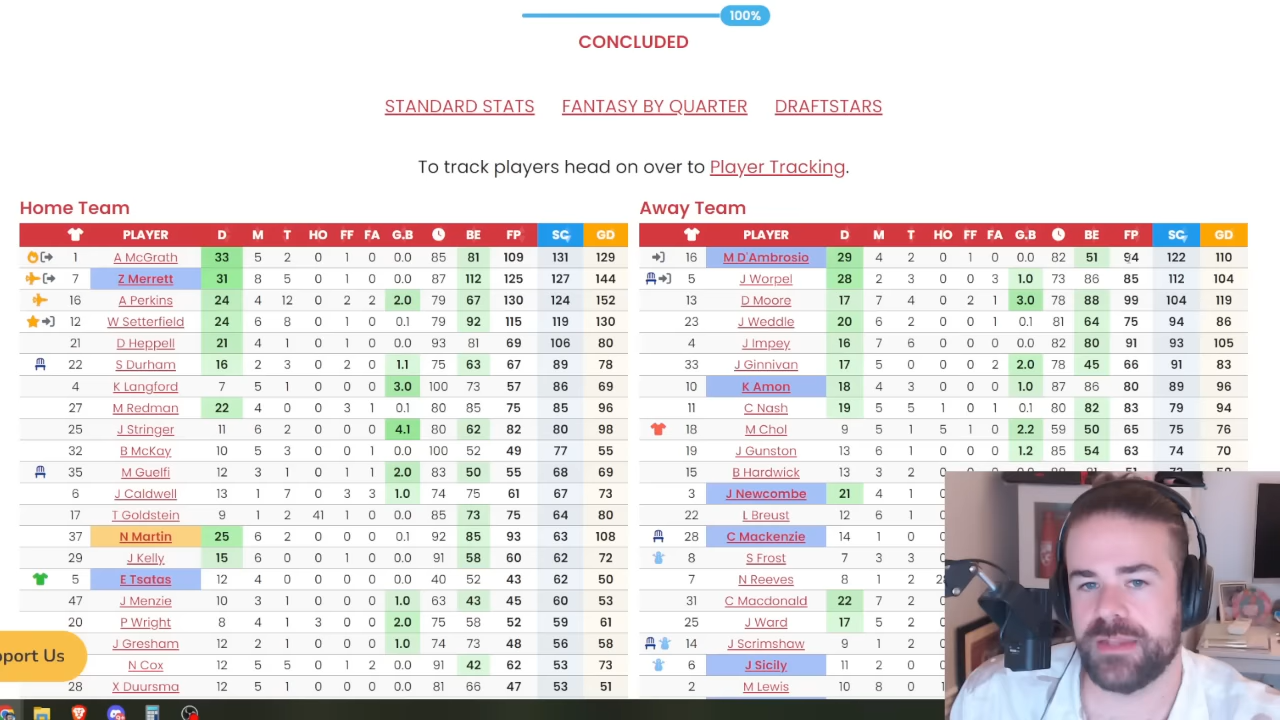 100%
CONCLUDED
STANDARD STATS FANTASY BY QUARTER DRAFTSTARS
To track players head on over to Player Tracking.
Home Team
PLAYER D M T HO FF FA G.B BE FP SC GD
1 A McGrath 33 5 2 0 1 0 0.0 85 81 109 131 129
7 Z Merrett 31 8 5 0 1 0 0.0 87 112 125 127 144
16 A Perkins 24 4 12 0 2 2 2.0 79 67 130 124 152
12 W Setterfield 24 6 8 0 1 0 0.1 79 92 115 119 130
21 D Heppell 21 4 1 0 1 0 0.0 93 81 69 106 80
22 S Durham 16 2 3 0 2 0 1.1 75 63 67 89 78
4 K Langford 7 5 1 0 0 0 3.0 100 73 57 86 69
27 M Redman 22 4 0 0 3 1 0.1 80 85 75 85 96
25 J Stringer 11 6 2 0 0 0 4.1 80 62 82 80 98
32 B McKay 10 5 3 0 0 1 0.0 100 52 49 77 55
35 M Guelfi 12 3 1 0 1 1 2.0 83 50 55 68 69
6 J Caldwell 13 1 7 0 3 3 1.0 74 75 61 67 73
17 T Goldstein 9 1 2 41 1 0 0.0 85 73 75 64 80
37 N Martin 25 6 2 0 0 0 0.1 92 85 93 63 108
29 J Kelly 15 6 0 0 1 0 0.0 91 58 60 62 72
5 E Tsatas 12 4 0 0 0 0 0.0 40 52 43 62 50
47 J Menzie 10 3 1 0 0 0 1.0 63 43 45 60 53
20 P Wright 8 4 1 3 0 0 2.0 75 58 52 59 61
J Gresham 12 2 1 0 0 0 1.0 74 73 48 56 58
N Cox 12 5 5 0 1 2 0.0 91 42 62 53 73
28 X Duursma 12 5 1 0 0 0 0.0 81 66 47 53 51
port Us
Away Team
PLAYER D M T HO FF FA G.B BE FP SC GD
16 M D'Ambrosio 29 4 2 0 1 0 0.0 82 51 94 122 110
5 J Worpel 28 2 3 0 0 3 1.0 73 86 85 112 104
13 D Moore 17 7 4 0 2 1 3.0 78 88 99 104 119
23 J Weddle 20 6 2 0 0 1 0.1 81 64 75 94 86
4 J Impey 16 7 6 0 0 0 0.0 82 80 91 93 105
33 J Ginnivan 17 5 0 0 0 2 2.0 78 45 66 91 83
10 K Amon 18 4 3 0 0 0 1.0 87 86 80 89 96
11 C Nash 19 5 5 1 0 1 0.1 80 82 83 79 94
18 M Chol 9 5 1 5 1 0 2.2 59 50 65 75 76
19 J Gunston 13 6 1 0 0 0 1.2 85 54 63 74 70
15 B Hardwick 13 3 2
3 J Newcombe 21 4 1
22 L Breust 12 6 1
28 C Mackenzie 14 1 0
8 S Frost 7 3 3
7 N Reeves 8 1 2
31 C Macdonald 22 7 2
25 J Ward 17 5 2
14 J Scrimshaw 9 1 2
6 J Sicily 11 2 0
2 M Lewis 10 8 0